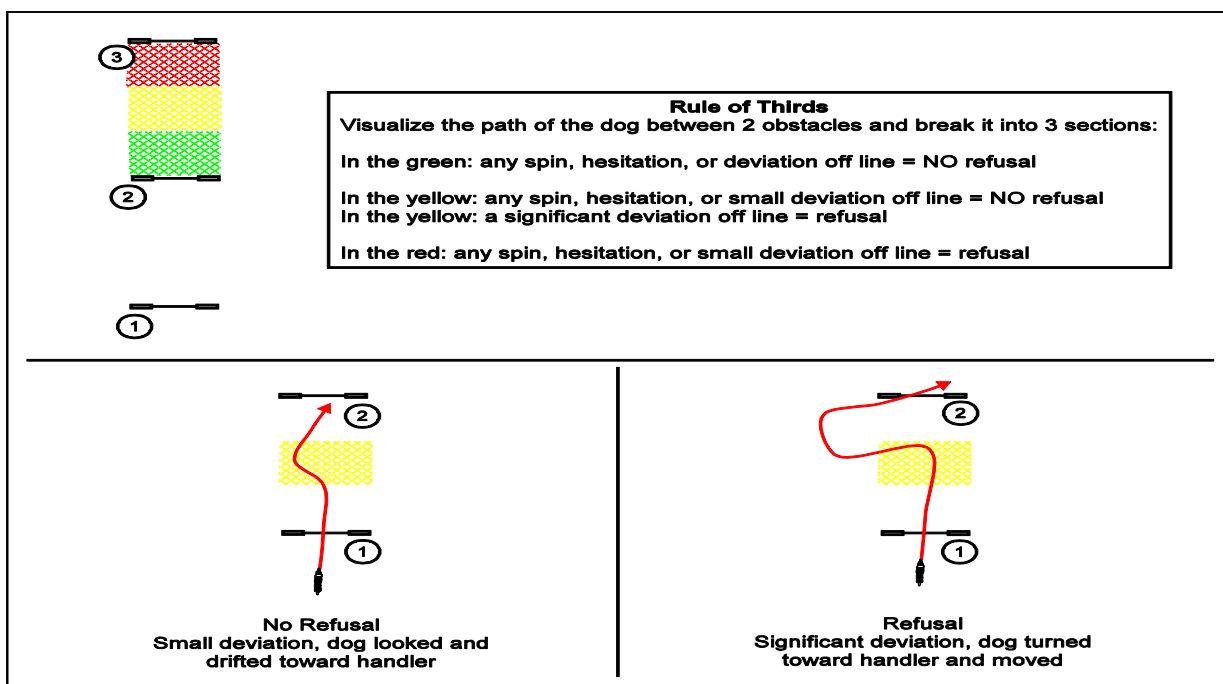 3
Rule of Thirds
Visualize the path of the dog between 2 obstacles and break it into 3 sections:
In the green: any spin, hesitation, or deviation off line = NO refusal
2
In the yellow: any spin, hesitation, or small deviation off line = NO refusal
In the yellow: a significant deviation off line = refusal
In the red: any spin, hesitation, or small deviation off line = refusal
1
2
1
No Refusal
Small deviation, dog looked and
drifted toward handler
2
1
Refusal
Significant deviation, dog turned
toward handler and moved